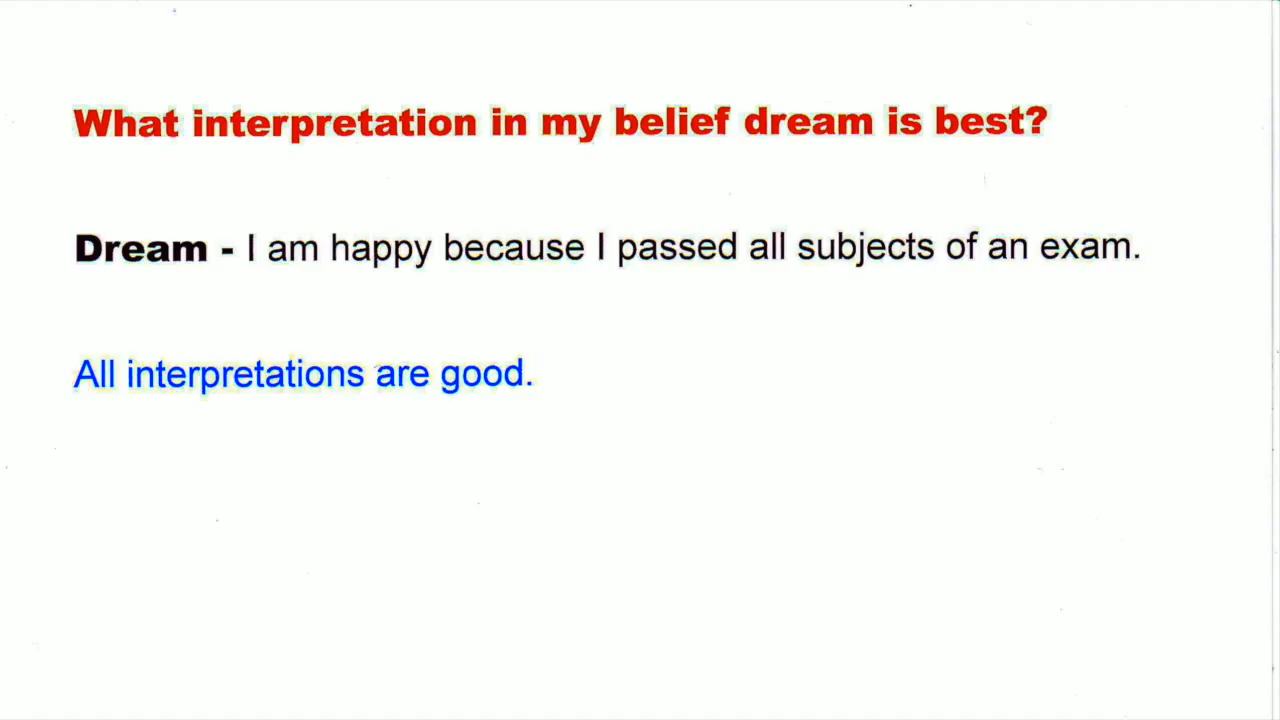 What interpretation in my belief dream is best?
Dream - I am happy because I passed all subjects of an exam.
All interpretations are good.